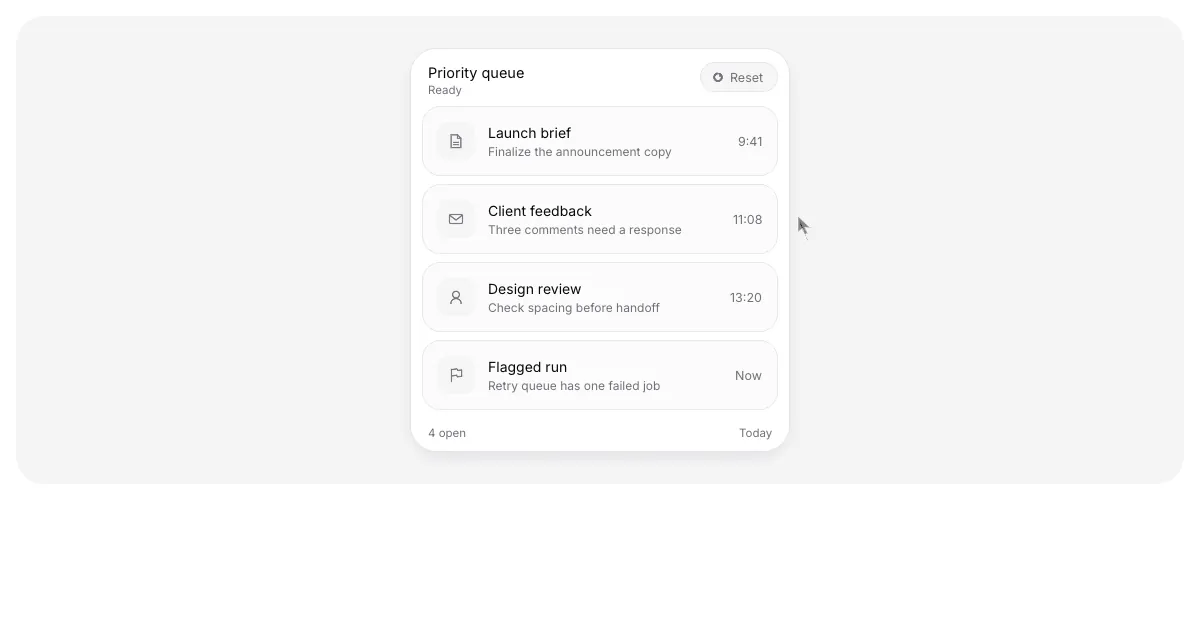 Priority queue
Ready
Reset
Launch brief
Finalize the announcement copy
9:41
Client feedback
Three comments need a response
11:08
Design review
Check spacing before handoff
13:20
Flagged run
Retry queue has one failed job
Now
4 open
Today